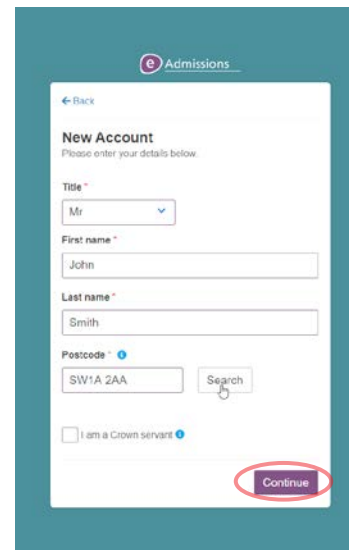 e Admissions
← Back
New Account
Please enter your details below.
Title *
Mr
First name *
John
Last name *
Smith
Postcode * i
SW1A 2AA Search
I am a Crown servant i
Continue